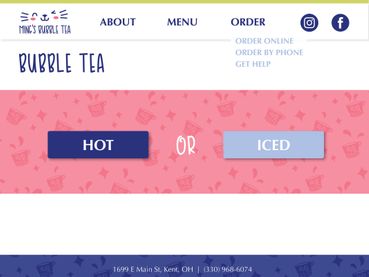 MING'S BUBBLE TEA
ABOUT
MENU
ORDER
ORDER ONLINE
ORDER BY PHONE
GET HELP
BUBBLE TEA
HOT
OR
ICED
1699 E Main St, Kent, OH | (330) 968-6074